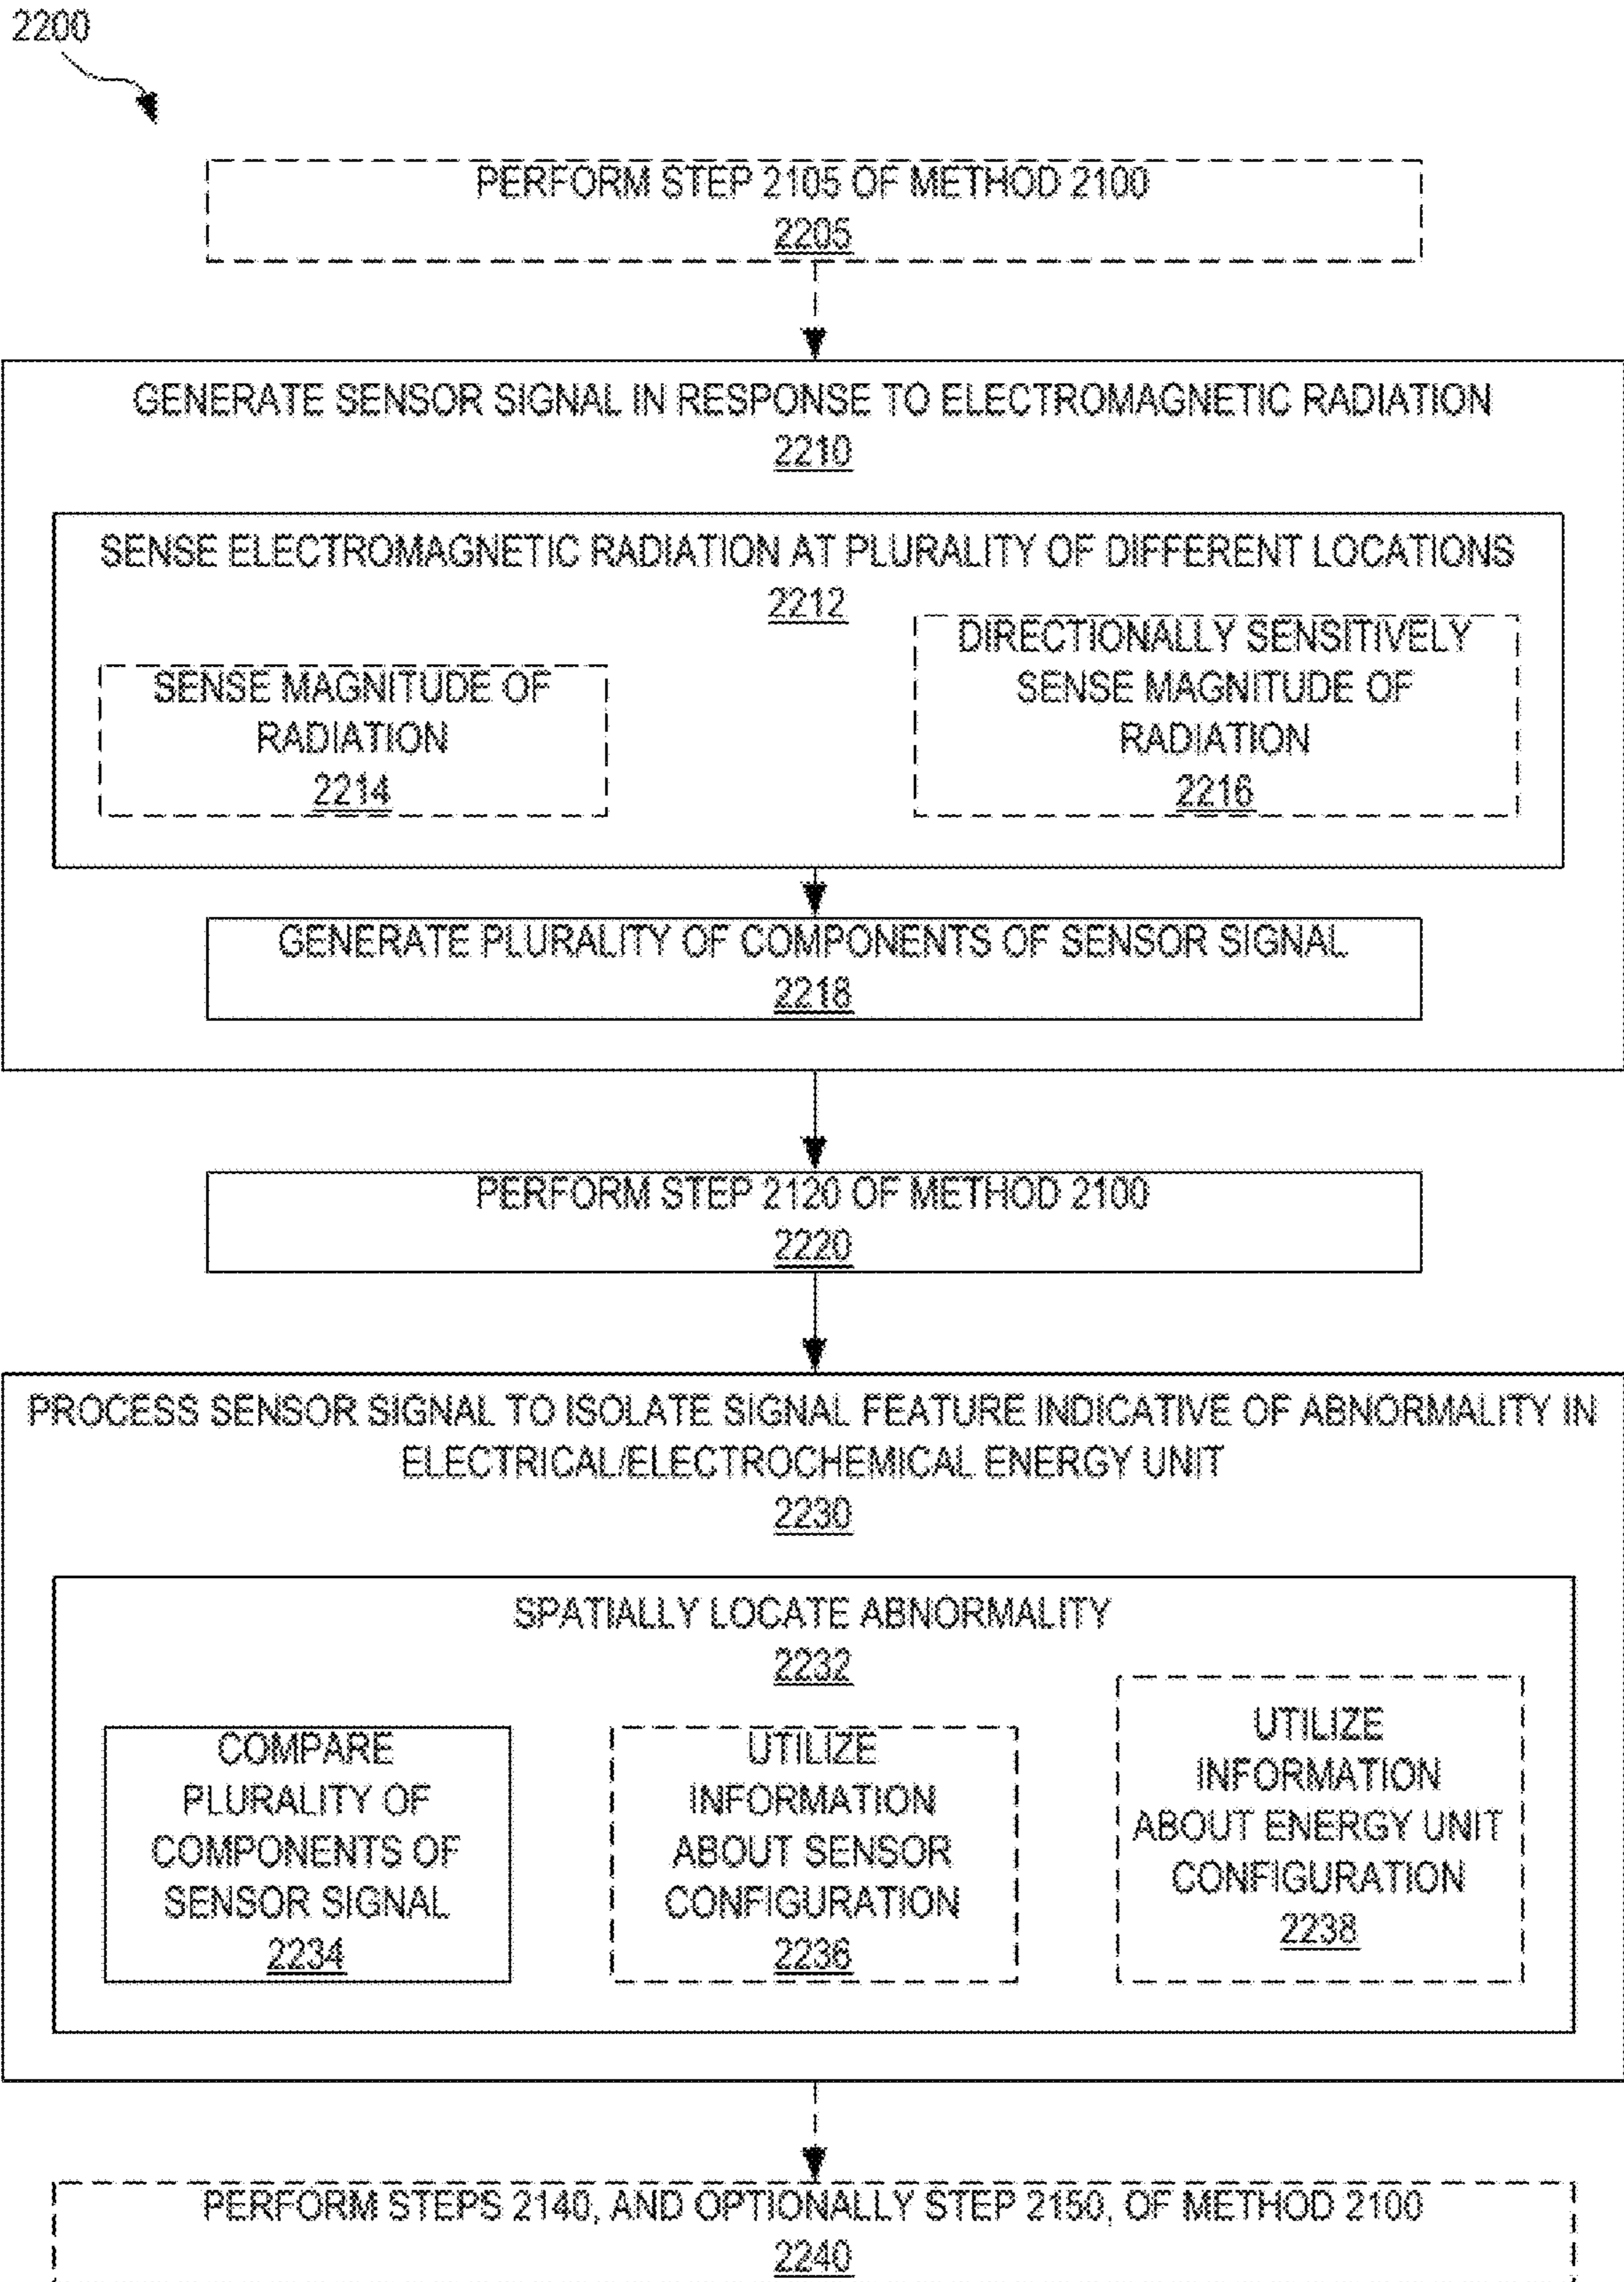 2200
PERFORM STEP 2105 OF METHOD 2100
2205
GENERATE SENSOR SIGNAL IN RESPONSE TO ELECTROMAGNETIC RADIATION
2210
SENSE ELECTROMAGNETIC RADIATION AT PLURALITY OF DIFFERENT LOCATIONS
2212
SENSE MAGNITUDE OF
RADIATION
2214
DIRECTIONALLY SENSITIVELY
SENSE MAGNITUDE OF
RADIATION
2216
GENERATE PLURALITY OF COMPONENTS OF SENSOR SIGNAL
2218
PERFORM STEP 2120 OF METHOD 2100
2220
PROCESS SENSOR SIGNAL TO ISOLATE SIGNAL FEATURE INDICATIVE OF ABNORMALITY IN
ELECTRICAL/ELECTROCHEMICAL ENERGY UNIT
2230
SPATIALLY LOCATE ABNORMALITY
2232
COMPARE
PLURALITY OF
COMPONENTS OF
SENSOR SIGNAL
2234
UTILIZE
INFORMATION
ABOUT SENSOR
CONFIGURATION
2236
UTILIZE
INFORMATION
ABOUT ENERGY UNIT
CONFIGURATION
2238
PERFORM STEPS 2140, AND OPTIONALLY STEP 2150, OF METHOD 2100
2240